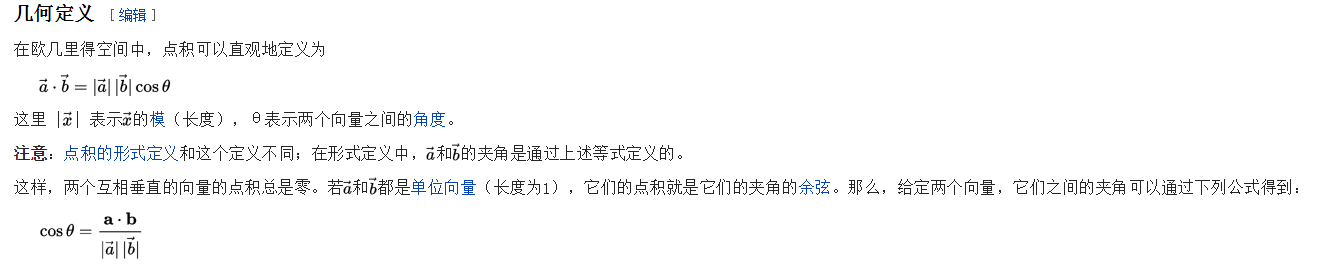 几何定义 [编辑]
在欧几里得空间中，点积可以直观地定义为
$\vec{a} \cdot \vec{b} = |\vec{a}| \, |\vec{b}| \cos\theta$
这里 $|\vec{x}|$ 表示$\vec{x}$的模（长度），θ表示两个向量之间的角度。
注意：点积的形式定义和这个定义不同；在形式定义中，$\vec{a}$和$\vec{b}$的夹角是通过上述等式定义的。
这样，两个互相垂直的向量的点积总是零。若$\vec{a}$和$\vec{b}$都是单位向量（长度为1），它们的点积就是它们的夹角的余弦。那么，给定两个向量，它们之间的夹角可以通过下列公式得到：
$\cos\theta = \frac{\mathbf{a} \cdot \mathbf{b}}{|\vec{a}| \, |\vec{b}|}$